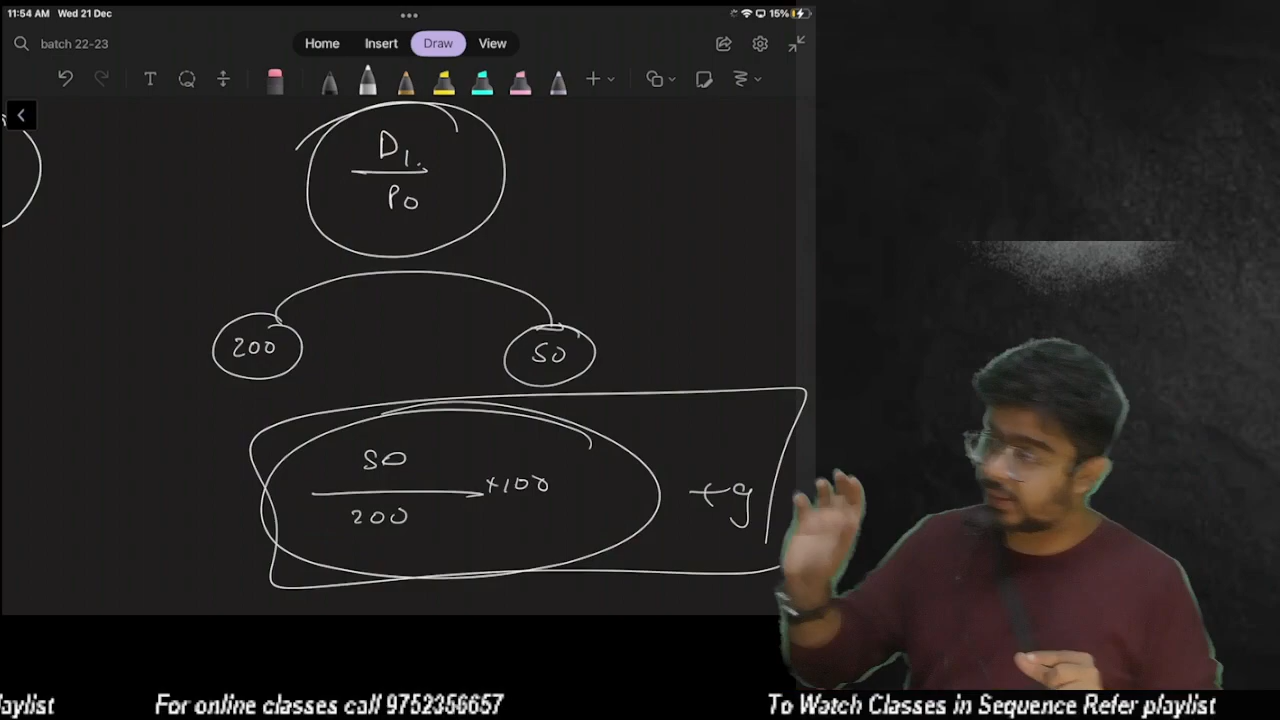 11:54 AM Wed 21 Dec
15%
batch 22-23
Home Insert Draw View
D1
P0
200
50
50
200
×100
+g
aylist
For online classes call 9752356657
To Watch Classes in Sequence Refer playlist